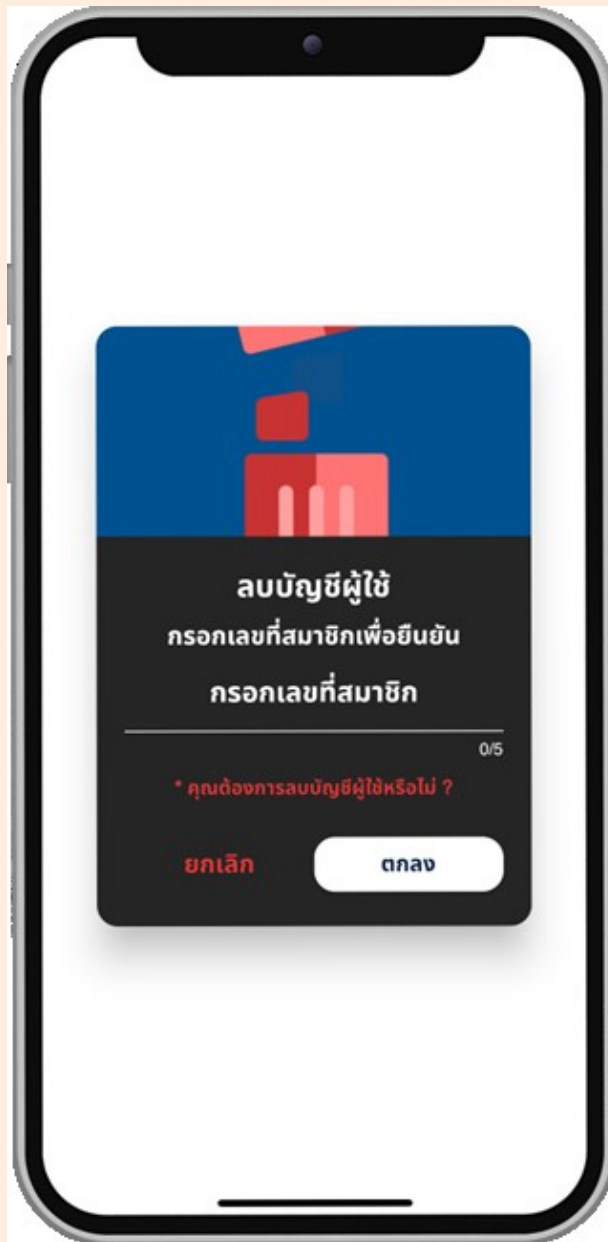 ลบบัญชีผู้ใช้
กรอกเลขที่สมาชิกเพื่อยืนยัน
กรอกเลขที่สมาชิก
0/5
* คุณต้องการลบบัญชีผู้ใช้หรือไม่ ?
ยกเลิก ตกลง